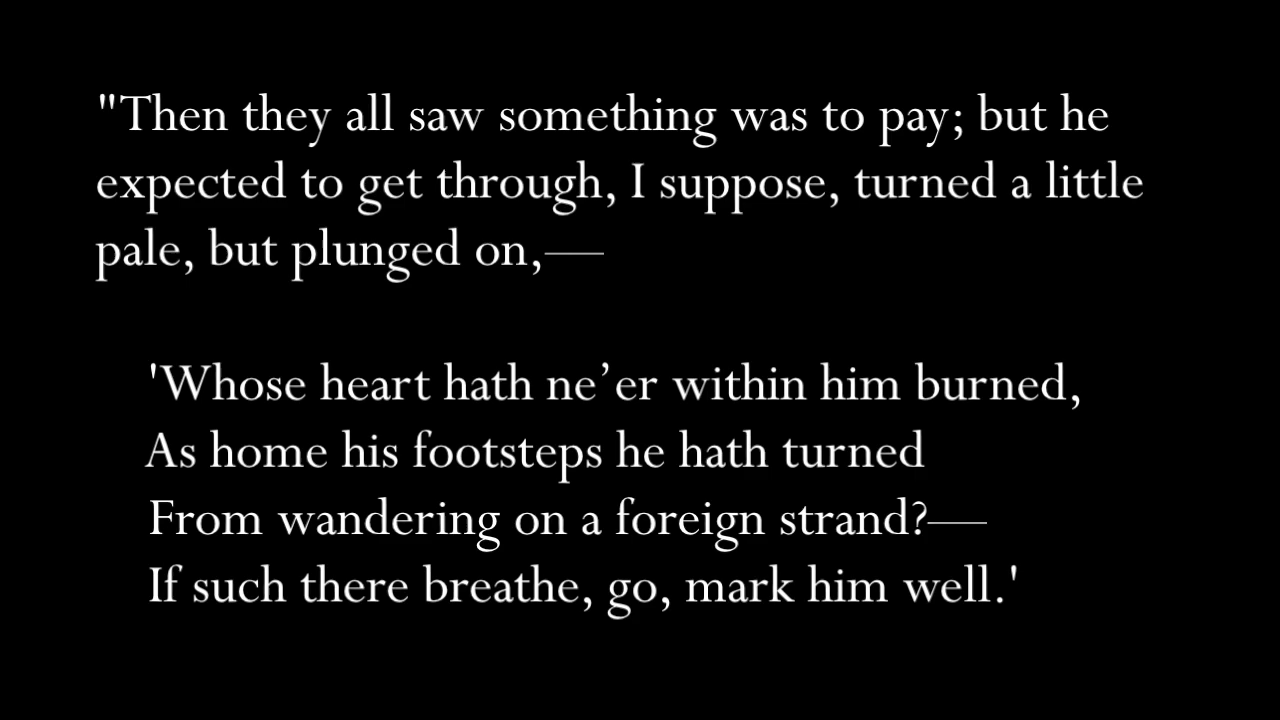 "Then they all saw something was to pay; but he
expected to get through, I suppose, turned a little
pale, but plunged on,—
'Whose heart hath ne’er within him burned,
As home his footsteps he hath turned
From wandering on a foreign strand?—
If such there breathe, go, mark him well.'